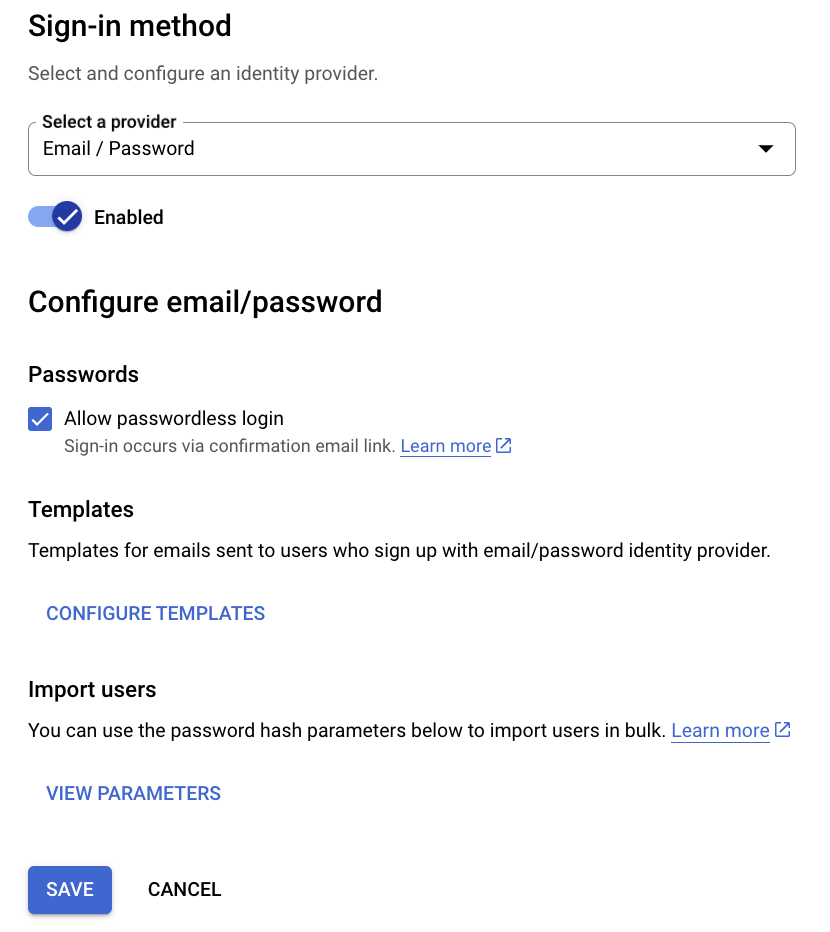 Sign-in method
Select and configure an identity provider.
Select a provider
Email / Password
Enabled
Configure email/password
Passwords
Allow passwordless login
Sign-in occurs via confirmation email link. Learn more
Templates
Templates for emails sent to users who sign up with email/password identity provider.
CONFIGURE TEMPLATES
Import users
You can use the password hash parameters below to import users in bulk. Learn more
VIEW PARAMETERS
SAVE CANCEL